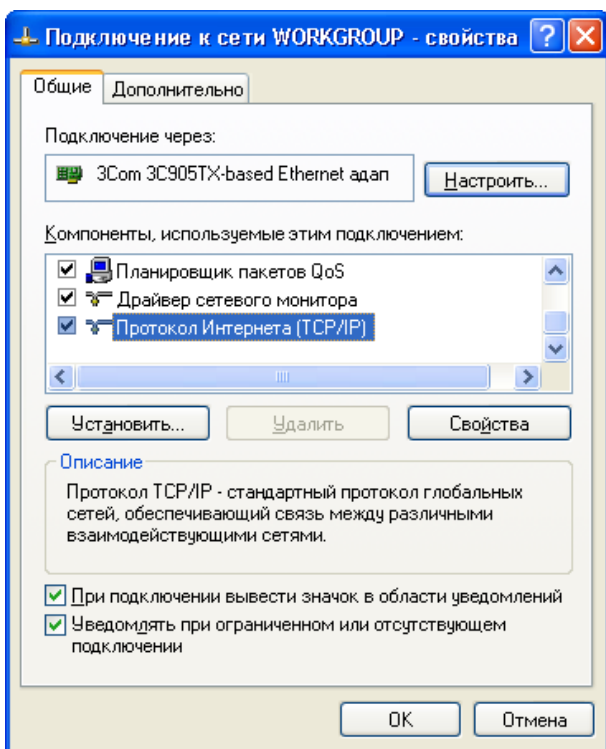 Подключение к сети WORKGROUP - свойства
Общие
Дополнительно
Подключение через:
3Com 3C905TX-based Ethernet адап
Настроить...
Компоненты, используемые этим подключением:
Планировщик пакетов QoS
Драйвер сетевого монитора
Протокол Интернета (TCP/IP)
Установить...
Удалить
Свойства
Описание
Протокол TCP/IP - стандартный протокол глобальных
сетей, обеспечивающий связь между различными
взаимодействующими сетями.
При подключении вывести значок в области уведомлений
Уведомлять при ограниченном или отсутствующем
подключении
OK
Отмена